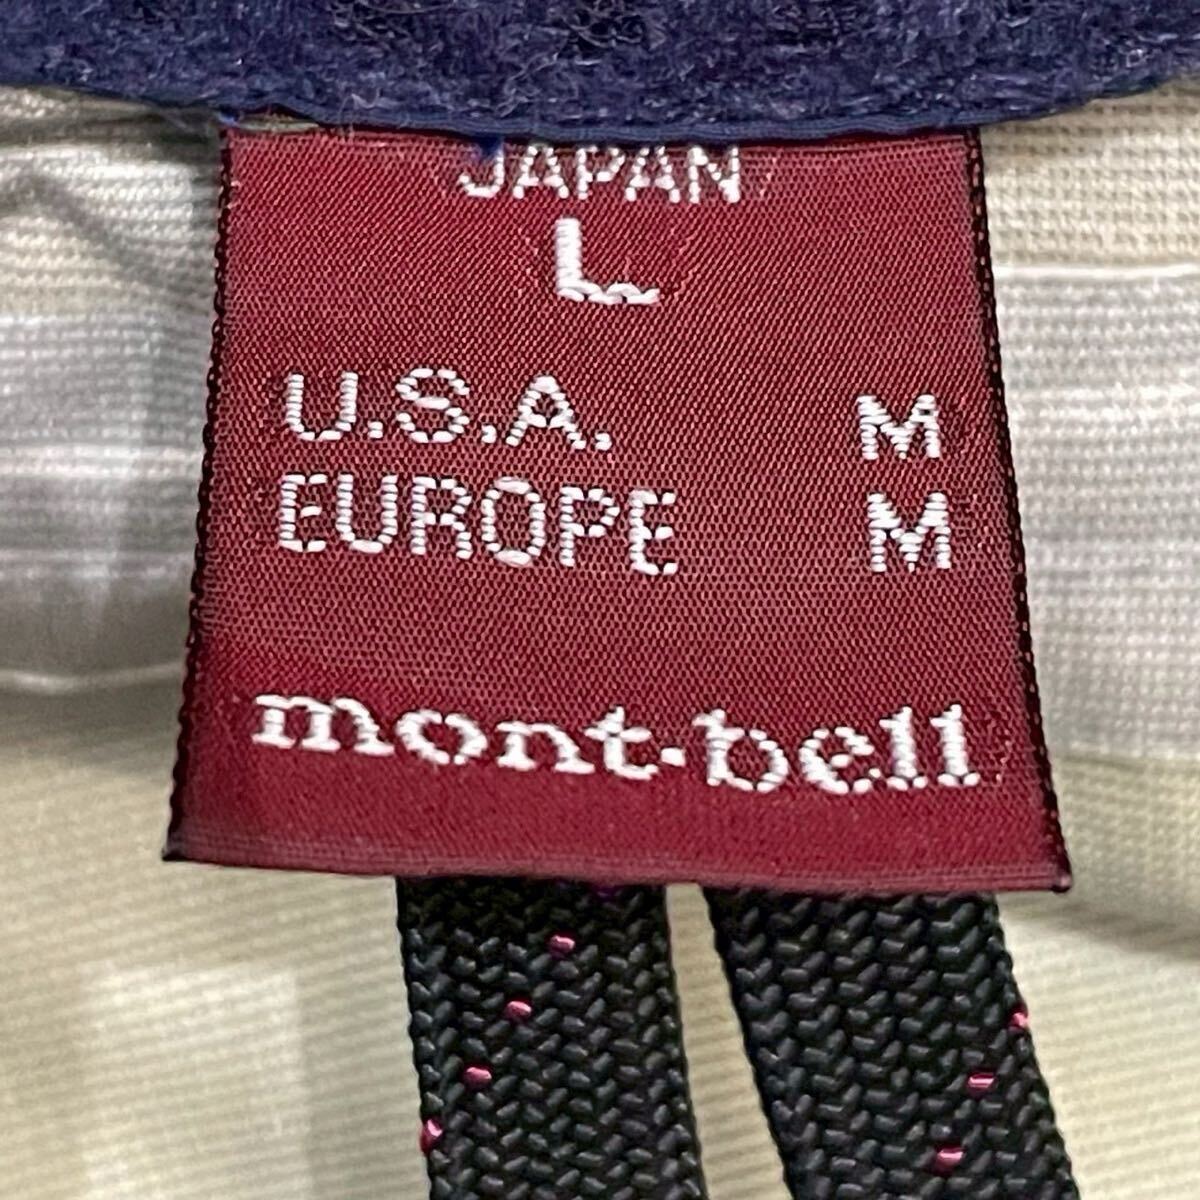 JAPAN
L
U.S.A. M
EUROPE M
mont-bell